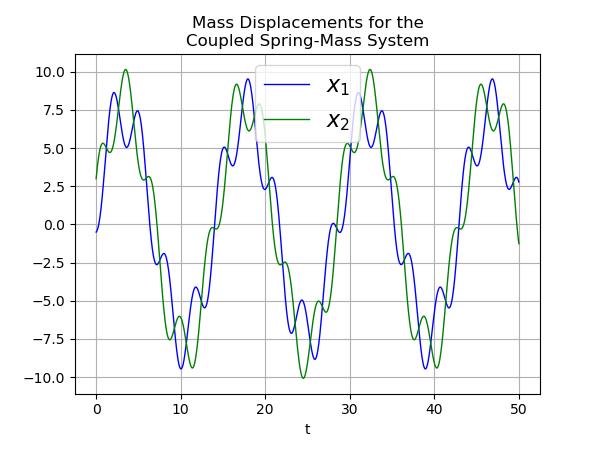 Mass Displacements for the
Coupled Spring-Mass System
10.0
7.5
5.0
2.5
0.0
−2.5
−5.0
−7.5
−10.0
x₁
x₂
0 10 20 30 40 50
t